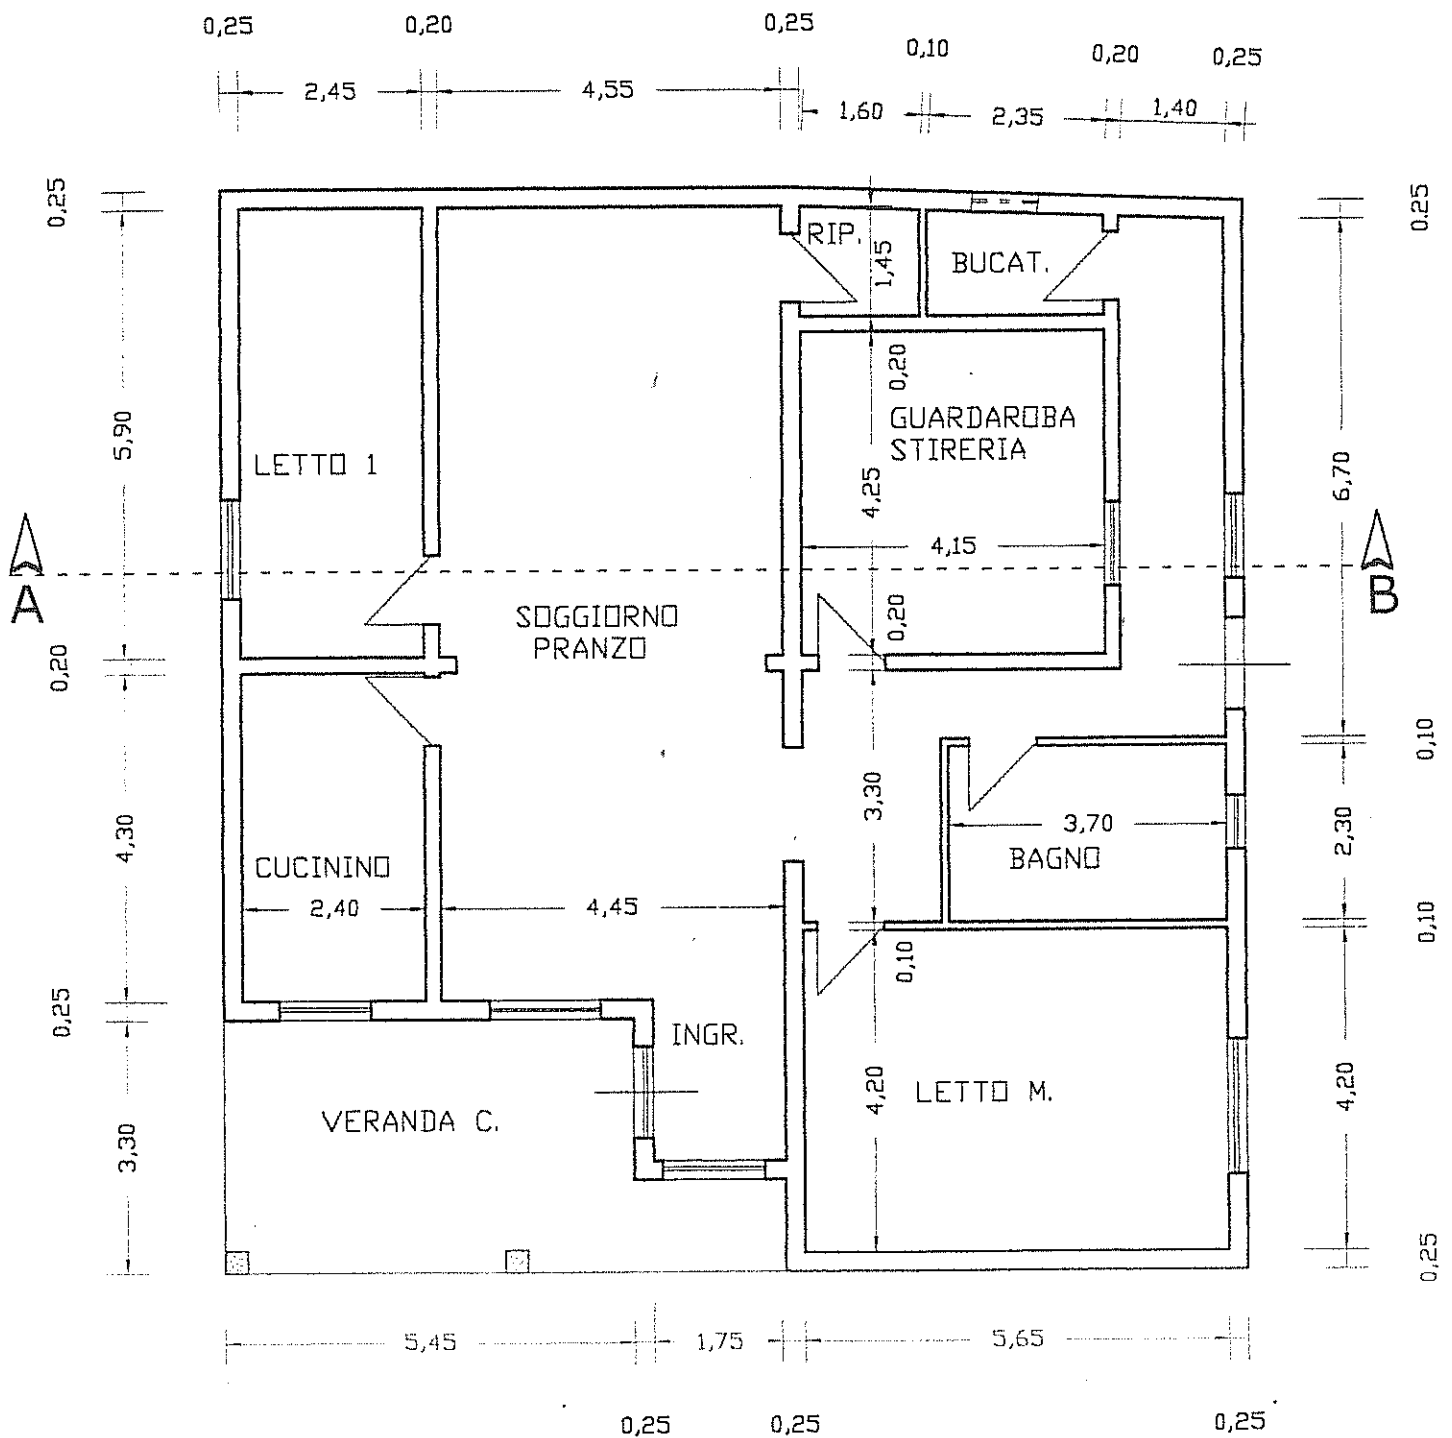 0,25 0,20 0,25 0,10 0,20 0,25
2,45 4,55 1,60 2,35 1,40
0,25 0,25
RIP.
1,45
BUCAT.
0,20
GUARDAROBA
STIRERIA
5,90
LETTO 1
4,25
6,70
4,15
A B
SOGGIORNO
PRANZO
0,20
0,20
0,10
3,30
4,30
3,70
2,30
CUCININO
BAGNO
2,40 4,45
0,10
0,10
0,25
INGR.
4,20
LETTO M.
4,20
VERANDA C.
3,30
0,25
5,45 1,75 5,65
0,25 0,25 0,25